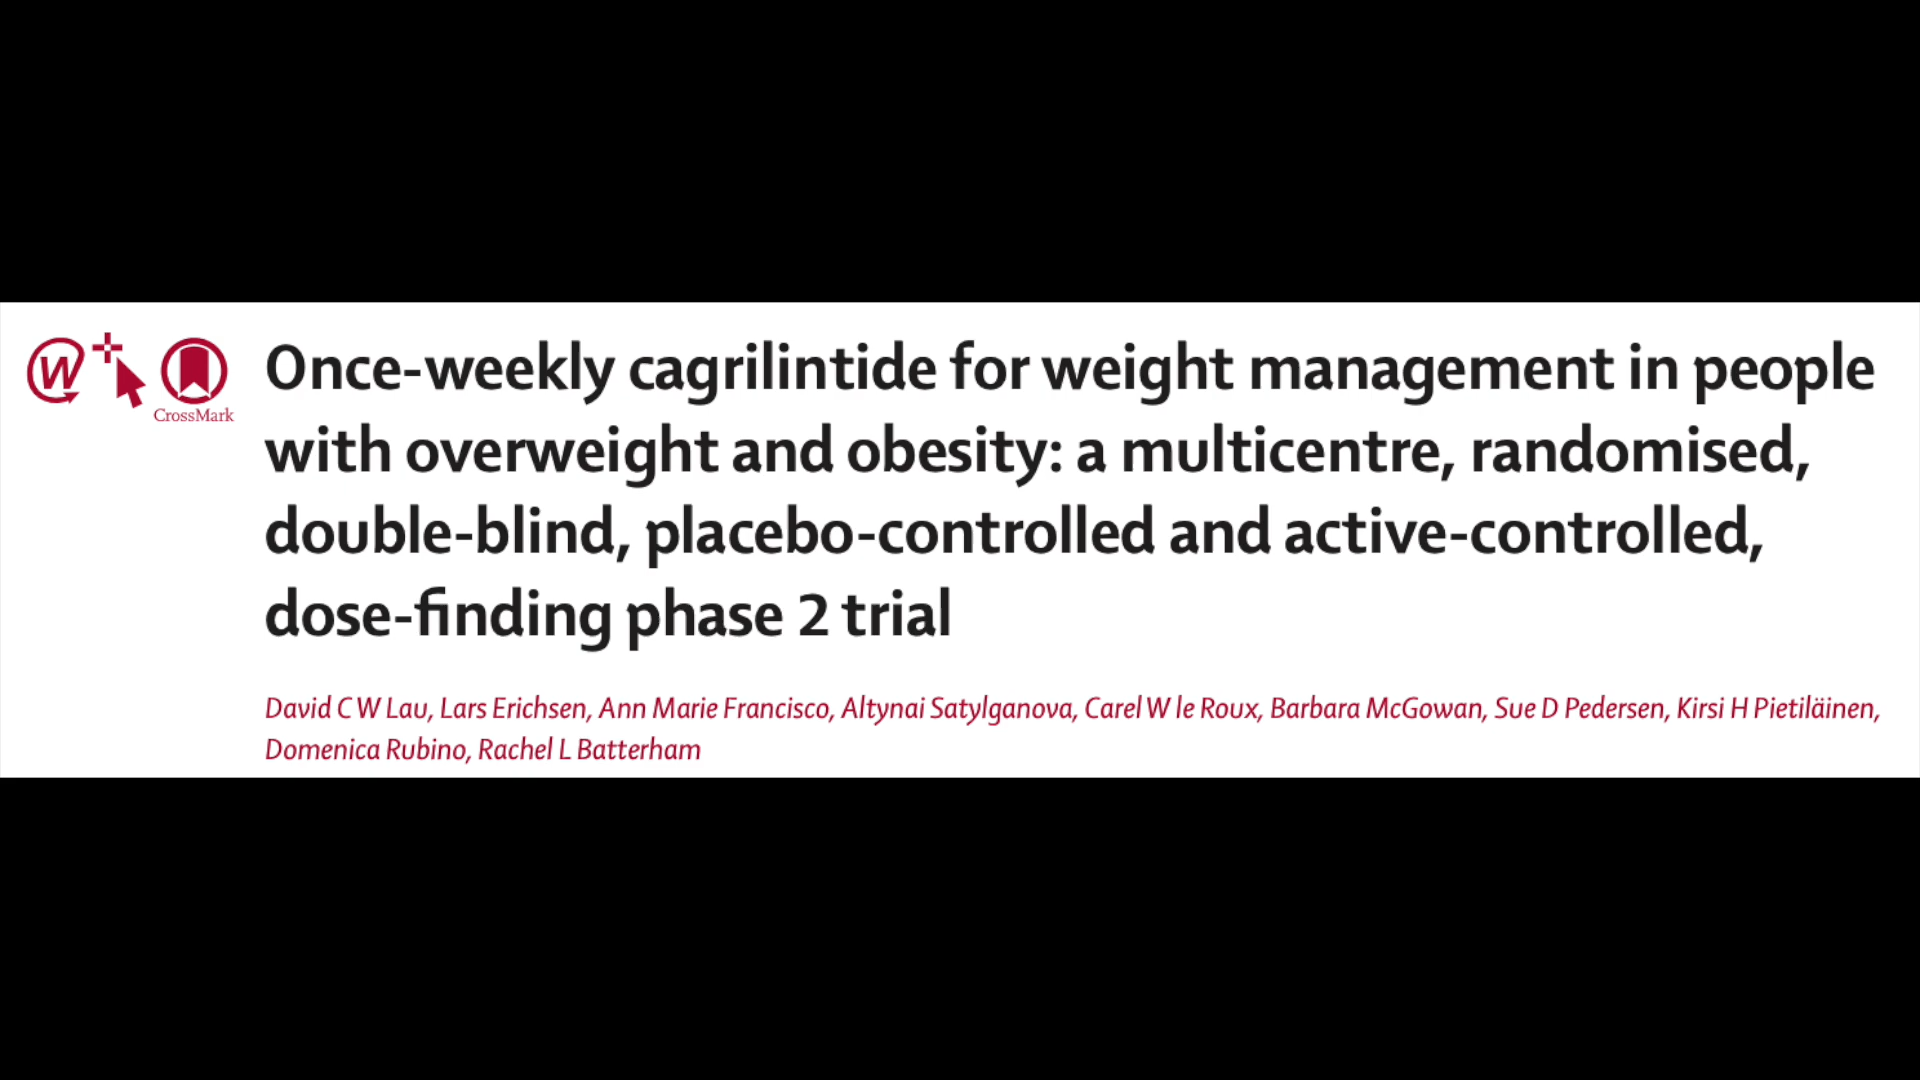 W
CrossMark
Once-weekly cagrilintide for weight management in people
with overweight and obesity: a multicentre, randomised,
double-blind, placebo-controlled and active-controlled,
dose-finding phase 2 trial
David C W Lau, Lars Erichsen, Ann Marie Francisco, Altynai Satylganova, Carel W le Roux, Barbara McGowan, Sue D Pedersen, Kirsi H Pietiläinen,
Domenica Rubino, Rachel L Batterham